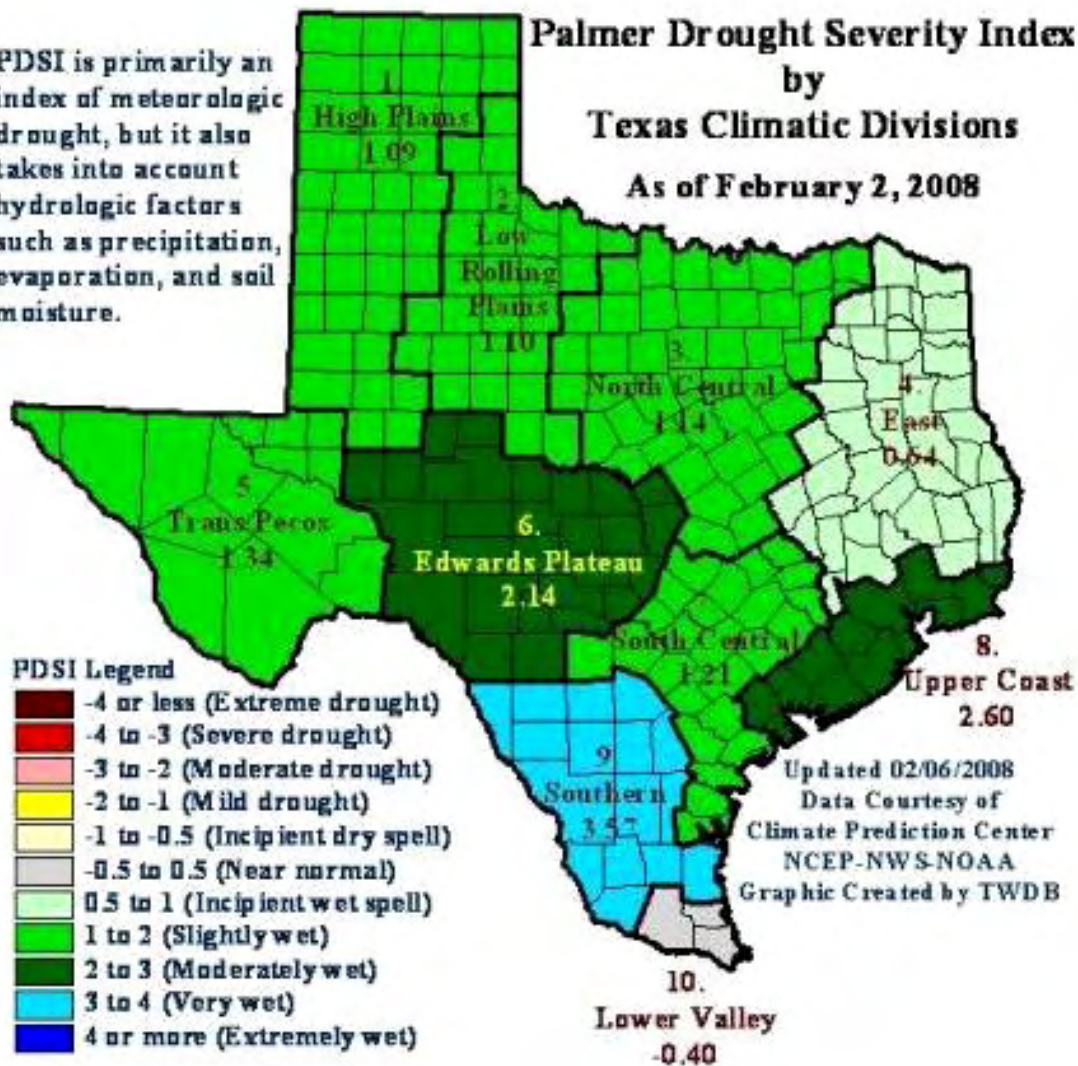 PDSI is primarily an
index of meteorologic
drought, but it also
takes into account
hydrologic factors
such as precipitation,
evaporation, and soil
moisture.
Palmer Drought Severity Index
by
Texas Climatic Divisions
As of February 2, 2008
1.
High Plains
1.09
2.
Low
Rolling
Plains
1.10
3.
North Central
1.14
4.
East
0.64
5.
Trans Pecos
1.34
6.
Edwards Plateau
2.14
South Central
1.21
8.
Upper Coast
2.60
9.
Southern
3.57
10.
Lower Valley
-0.40
PDSI Legend
-4 or less (Extreme drought)
-4 to -3 (Severe drought)
-3 to -2 (Moderate drought)
-2 to -1 (Mild drought)
-1 to -0.5 (Incipient dry spell)
-0.5 to 0.5 (Near normal)
0.5 to 1 (Incipient wet spell)
1 to 2 (Slightly wet)
2 to 3 (Moderately wet)
3 to 4 (Very wet)
4 or more (Extremely wet)
Updated 02/06/2008
Data Courtesy of
Climate Prediction Center
NCEP-NWS-NOAA
Graphic Created by TWDB